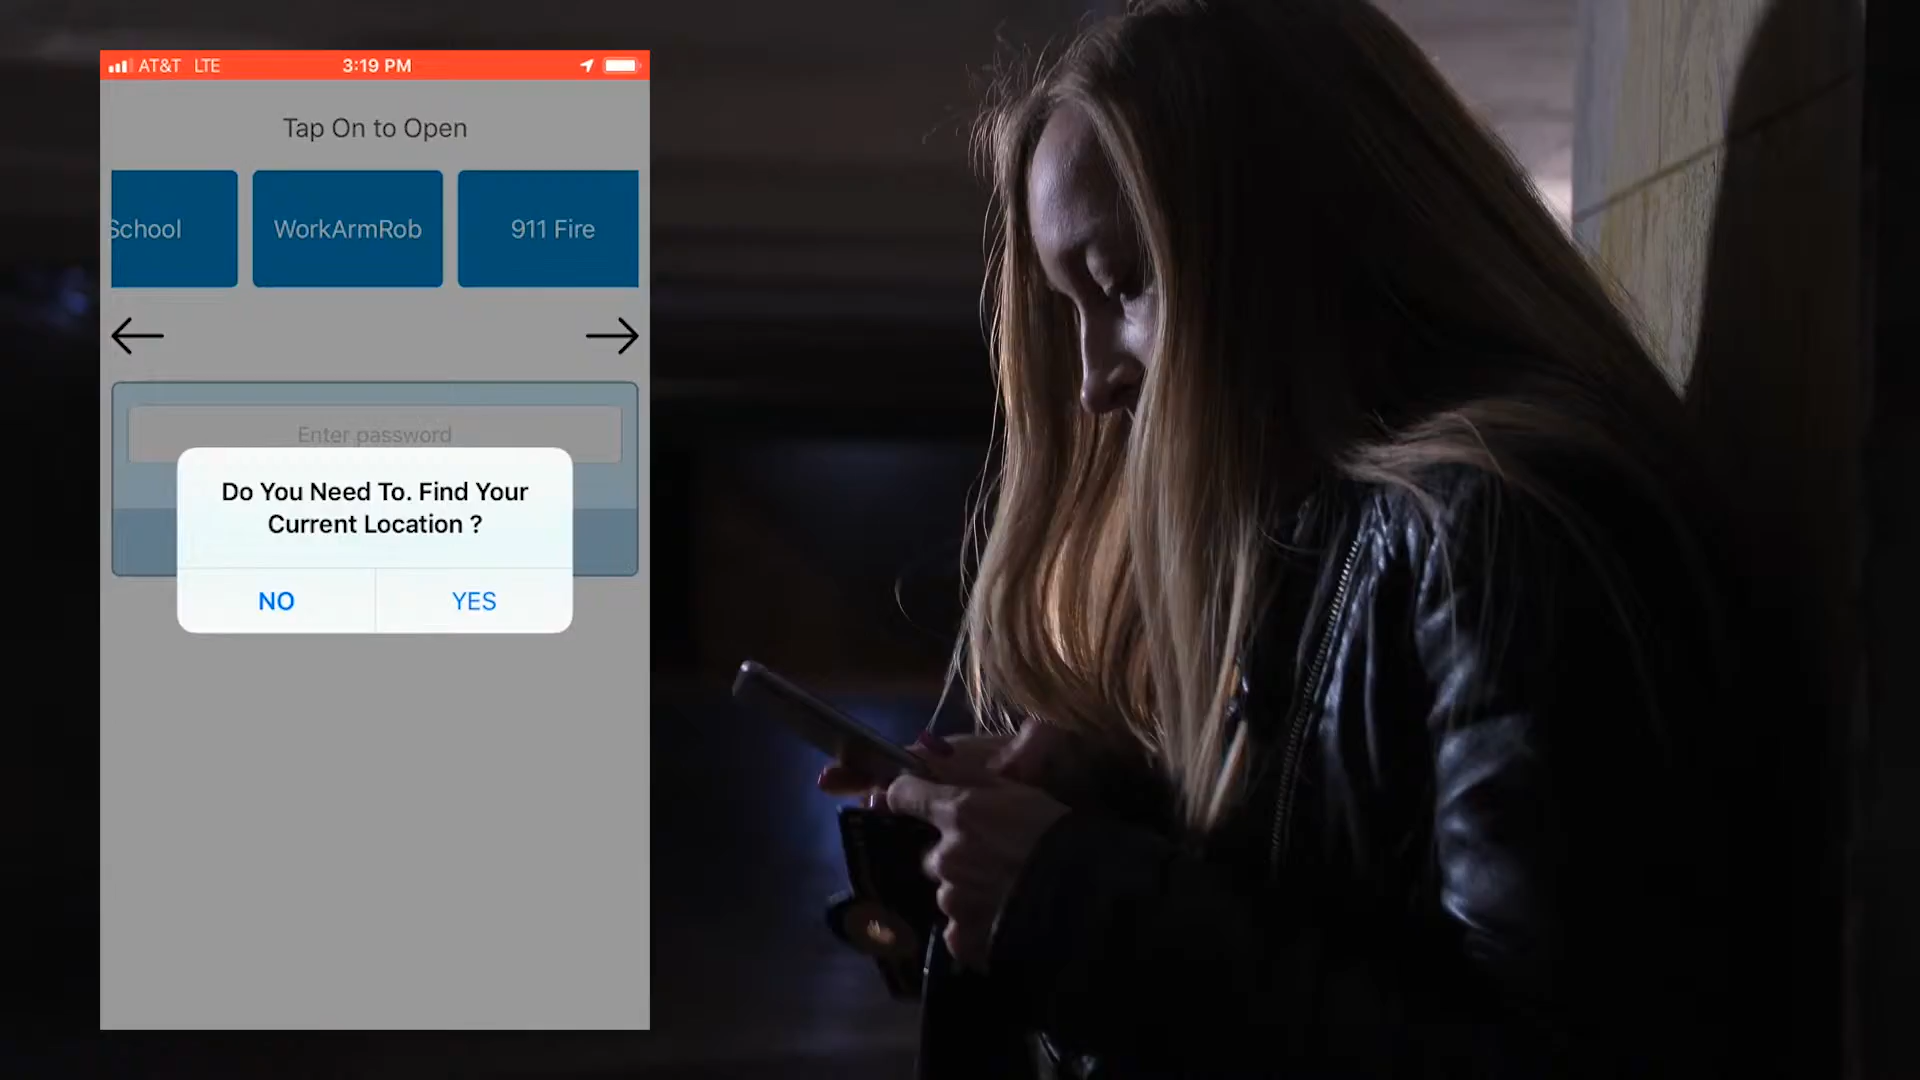 AT&T LTE 3:19 PM
Tap On to Open
School WorkArmRob 911 Fire
Enter password
Do You Need To. Find Your
Current Location ?
NO YES